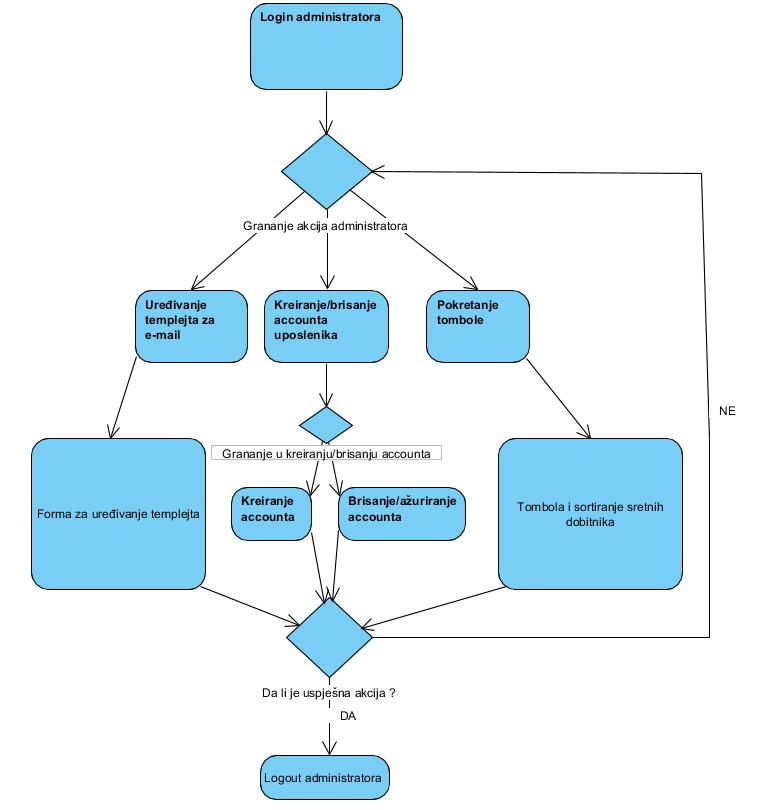 Login administratora
Grananje akcija administratora
Uređivanje
templejta za
e-mail
Kreiranje/brisanje
accounta
uposlenika
Pokretanje
tombole
NE
Grananje u kreiranju/brisanju accounta
Forma za uređivanje templejta
Kreiranje
accounta
Brisanje/ažuriranje
accounta
Tombola i sortiranje sretnih
dobitnika
Da li je uspješna akcija ?
DA
Logout administratora